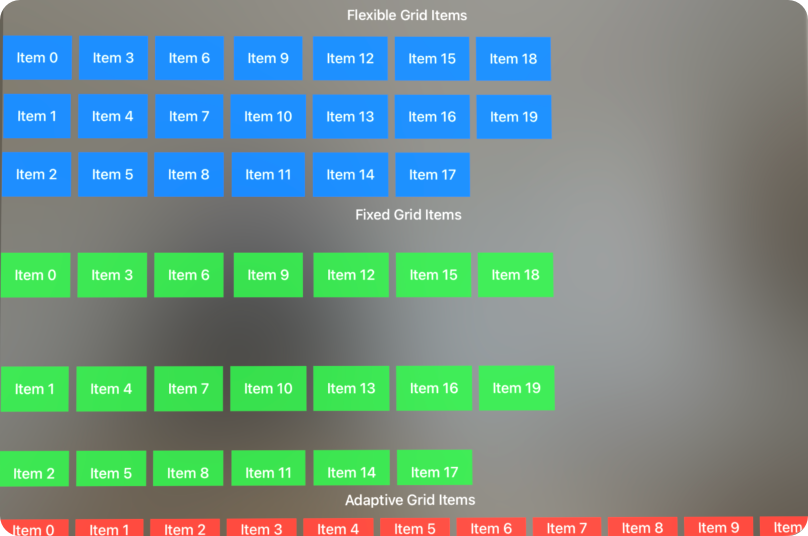 Flexible Grid Items
Item 0 Item 3 Item 6 Item 9 Item 12 Item 15 Item 18
Item 1 Item 4 Item 7 Item 10 Item 13 Item 16 Item 19
Item 2 Item 5 Item 8 Item 11 Item 14 Item 17
Fixed Grid Items
Item 0 Item 3 Item 6 Item 9 Item 12 Item 15 Item 18
Item 1 Item 4 Item 7 Item 10 Item 13 Item 16 Item 19
Item 2 Item 5 Item 8 Item 11 Item 14 Item 17
Adaptive Grid Items
Item 0 Item 1 Item 2 Item 3 Item 4 Item 5 Item 6 Item 7 Item 8 Item 9 Item